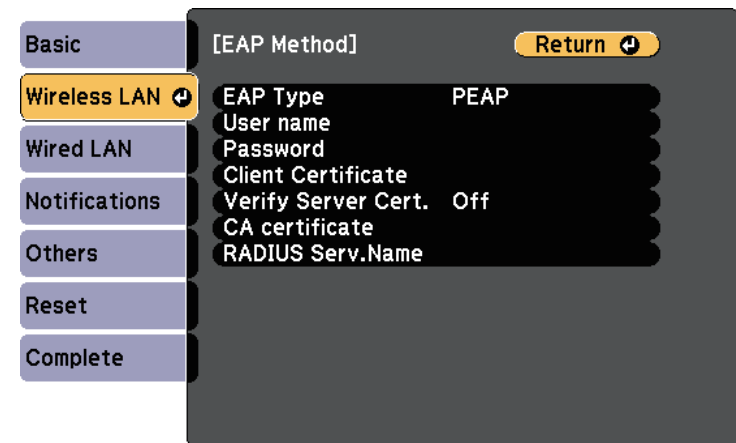 Basic
Wireless LAN
Wired LAN
Notifications
Others
Reset
Complete
[EAP Method] Return
EAP Type PEAP
User name
Password
Client Certificate
Verify Server Cert. Off
CA certificate
RADIUS Serv.Name